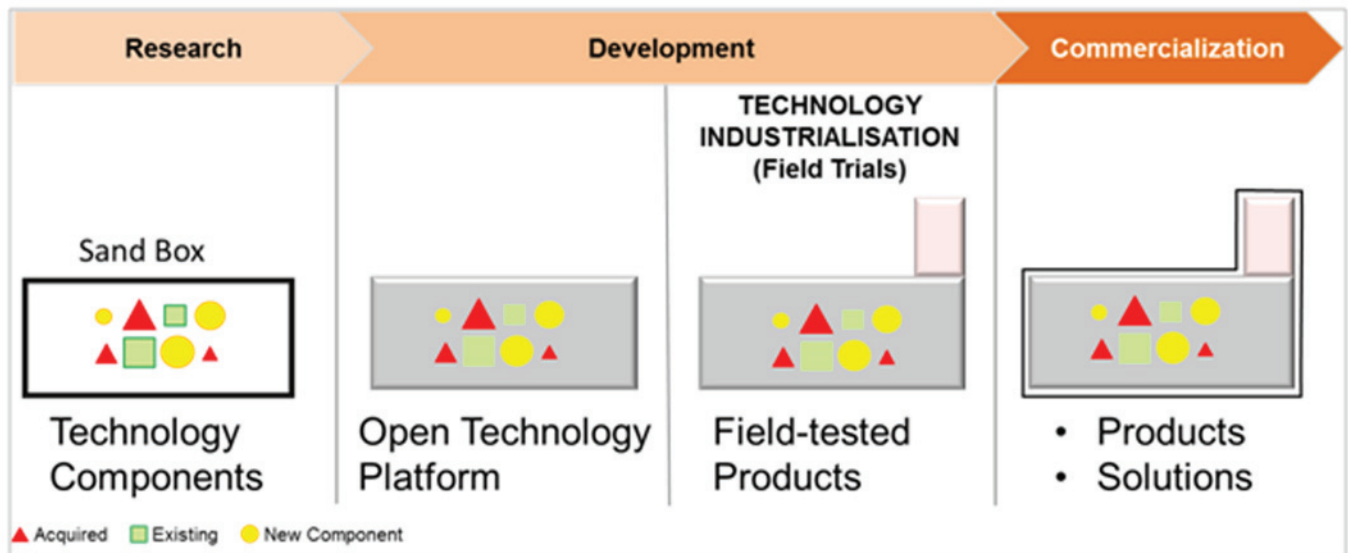 Research
Development
Commercialization
TECHNOLOGY
INDUSTRIALISATION
(Field Trials)
Sand Box
Technology
Components
Open Technology
Platform
Field-tested
Products
• Products
• Solutions
Acquired
Existing
New Component